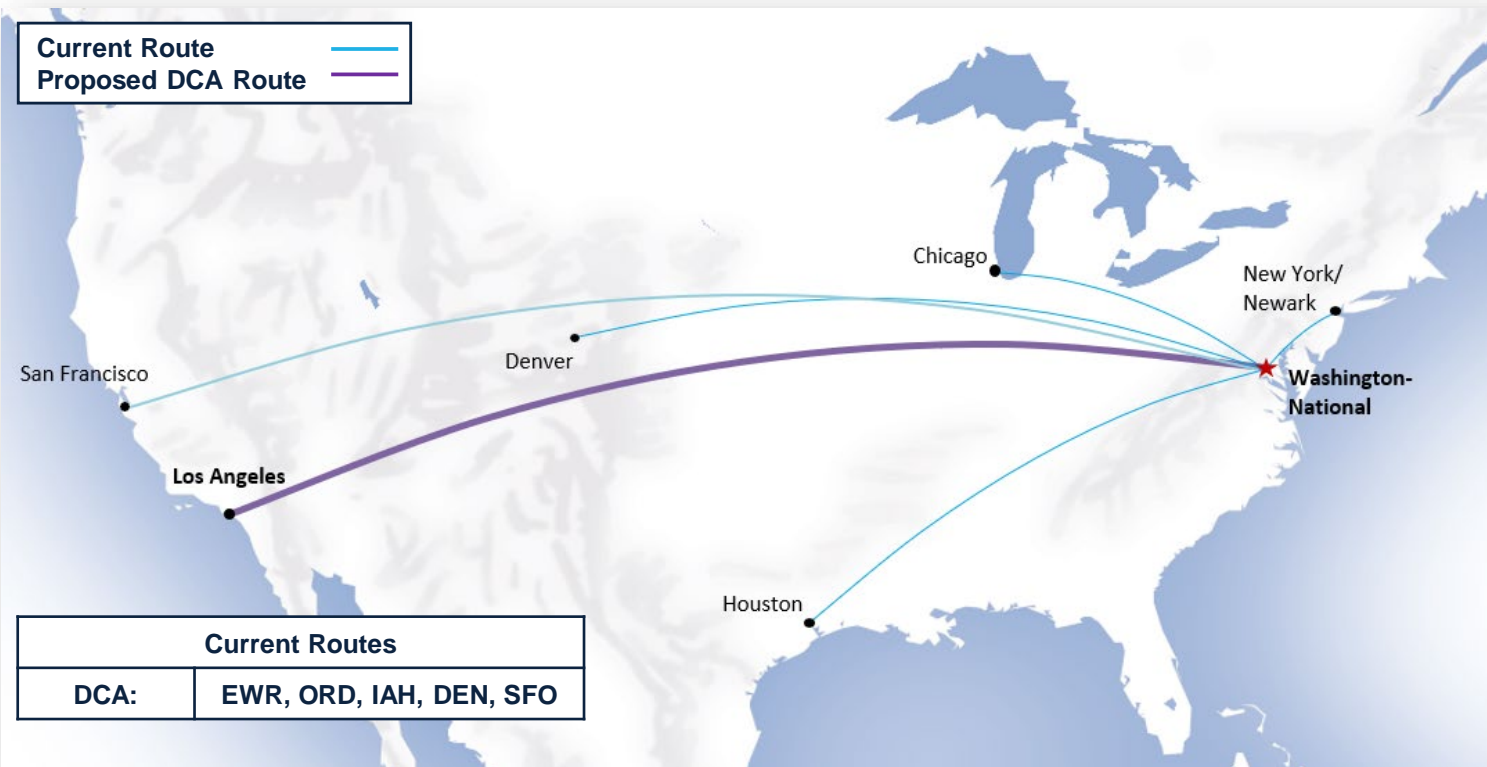 Current Route
Proposed DCA Route
Chicago
New York/
Newark
San Francisco
Denver
Washington-
National
Los Angeles
Houston
Current Routes
DCA: EWR, ORD, IAH, DEN, SFO